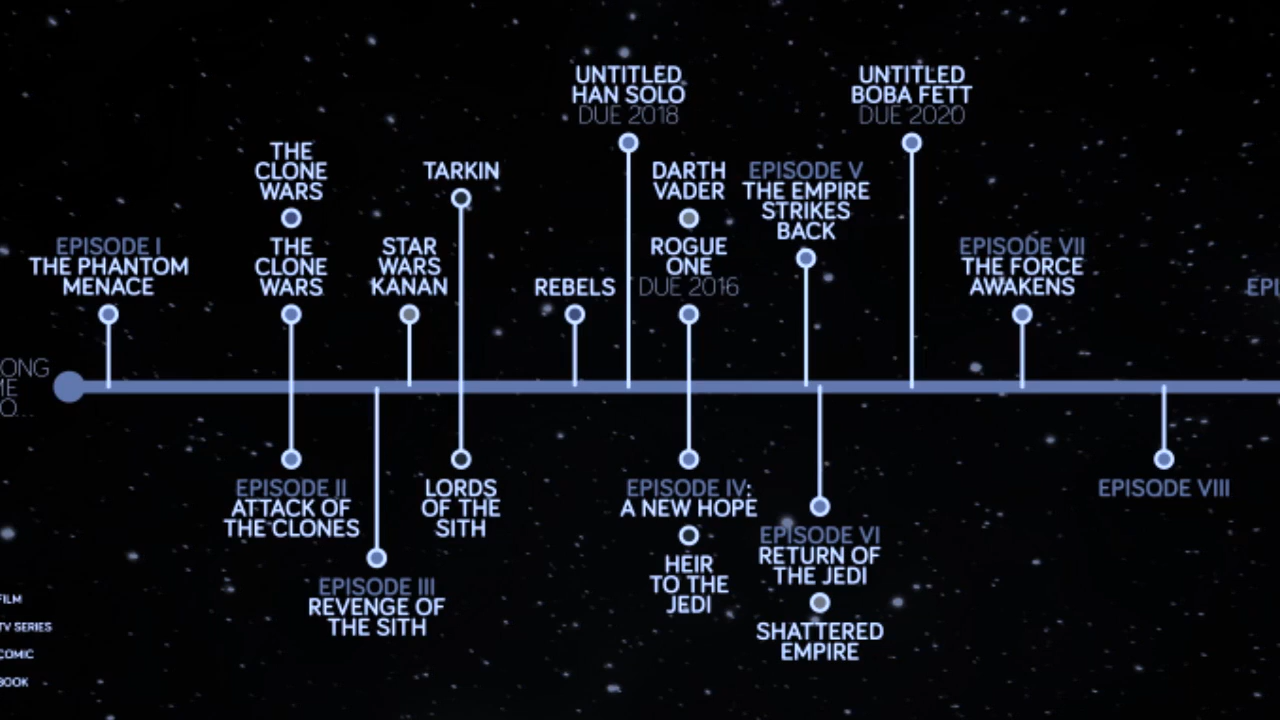 UNTITLED
HAN SOLO
DUE 2018
UNTITLED
BOBA FETT
DUE 2020
THE
CLONE
WARS
TARKIN
DARTH
VADER
EPISODE V
THE EMPIRE
STRIKES
BACK
EPISODE I
THE PHANTOM
MENACE
THE
CLONE
WARS
STAR
WARS
KANAN
REBELS
ROGUE
ONE
DUE 2016
EPISODE VII
THE FORCE
AWAKENS
EPISODE II
ATTACK OF
THE CLONES
LORDS
OF THE
SITH
EPISODE IV:
A NEW HOPE
EPISODE VIII
HEIR
TO THE
JEDI
EPISODE VI
RETURN OF
THE JEDI
EPISODE III
REVENGE OF
THE SITH
SHATTERED
EMPIRE
FILM
TV SERIES
COMIC
BOOK